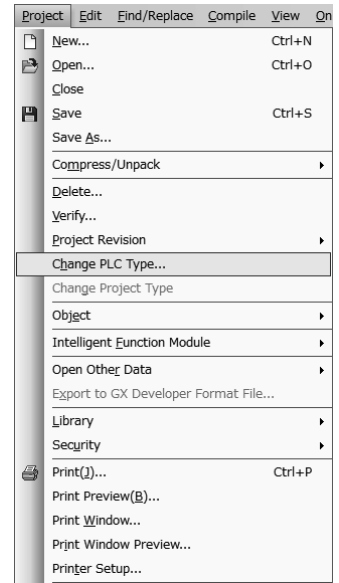 Project Edit Find/Replace Compile View On
New... Ctrl+N
Open... Ctrl+O
Close
Save Ctrl+S
Save As...
Compress/Unpack
Delete...
Verify...
Project Revision
Change PLC Type...
Change Project Type
Object
Intelligent Function Module
Open Other Data
Export to GX Developer Format File...
Library
Security
Print(J)... Ctrl+P
Print Preview(B)...
Print Window...
Print Window Preview...
Printer Setup...